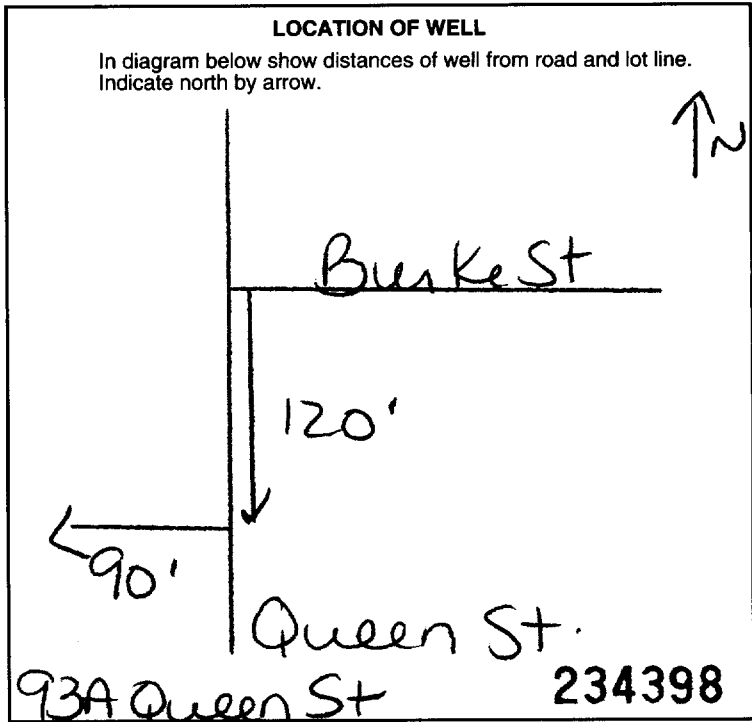 LOCATION OF WELL
In diagram below show distances of well from road and lot line.
Indicate north by arrow.
N
Burke St
120'
90'
Queen St.
93A Queen St
234398